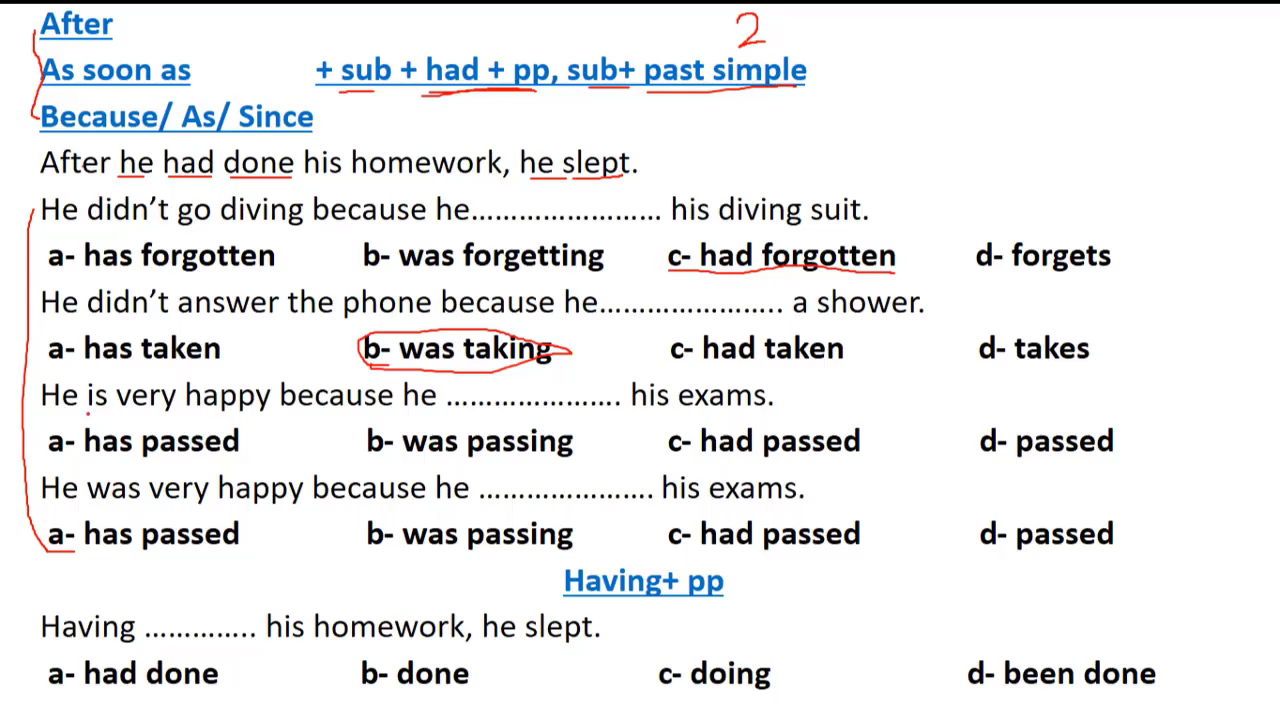 After
2
As soon as + sub + had + pp, sub+ past simple
Because/ As/ Since
After he had done his homework, he slept.
He didn’t go diving because he…………………… his diving suit.
a- has forgotten b- was forgetting c- had forgotten d- forgets
He didn’t answer the phone because he………………….. a shower.
a- has taken b- was taking c- had taken d- takes
He is very happy because he …………………. his exams.
a- has passed b- was passing c- had passed d- passed
He was very happy because he …………………. his exams.
a- has passed b- was passing c- had passed d- passed
Having+ pp
Having ………….. his homework, he slept.
a- had done b- done c- doing d- been done